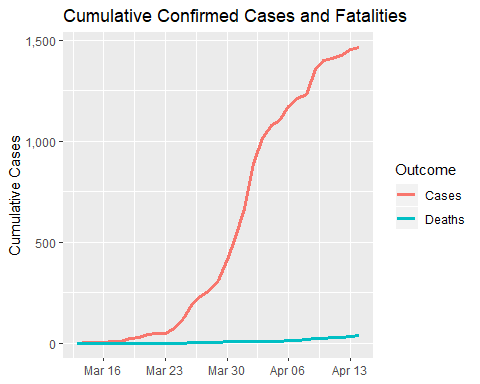 Cumulative Confirmed Cases and Fatalities
1,500
1,000
500
0
Cumulative Cases
Mar 16 Mar 23 Mar 30 Apr 06 Apr 13
Outcome
Cases
Deaths